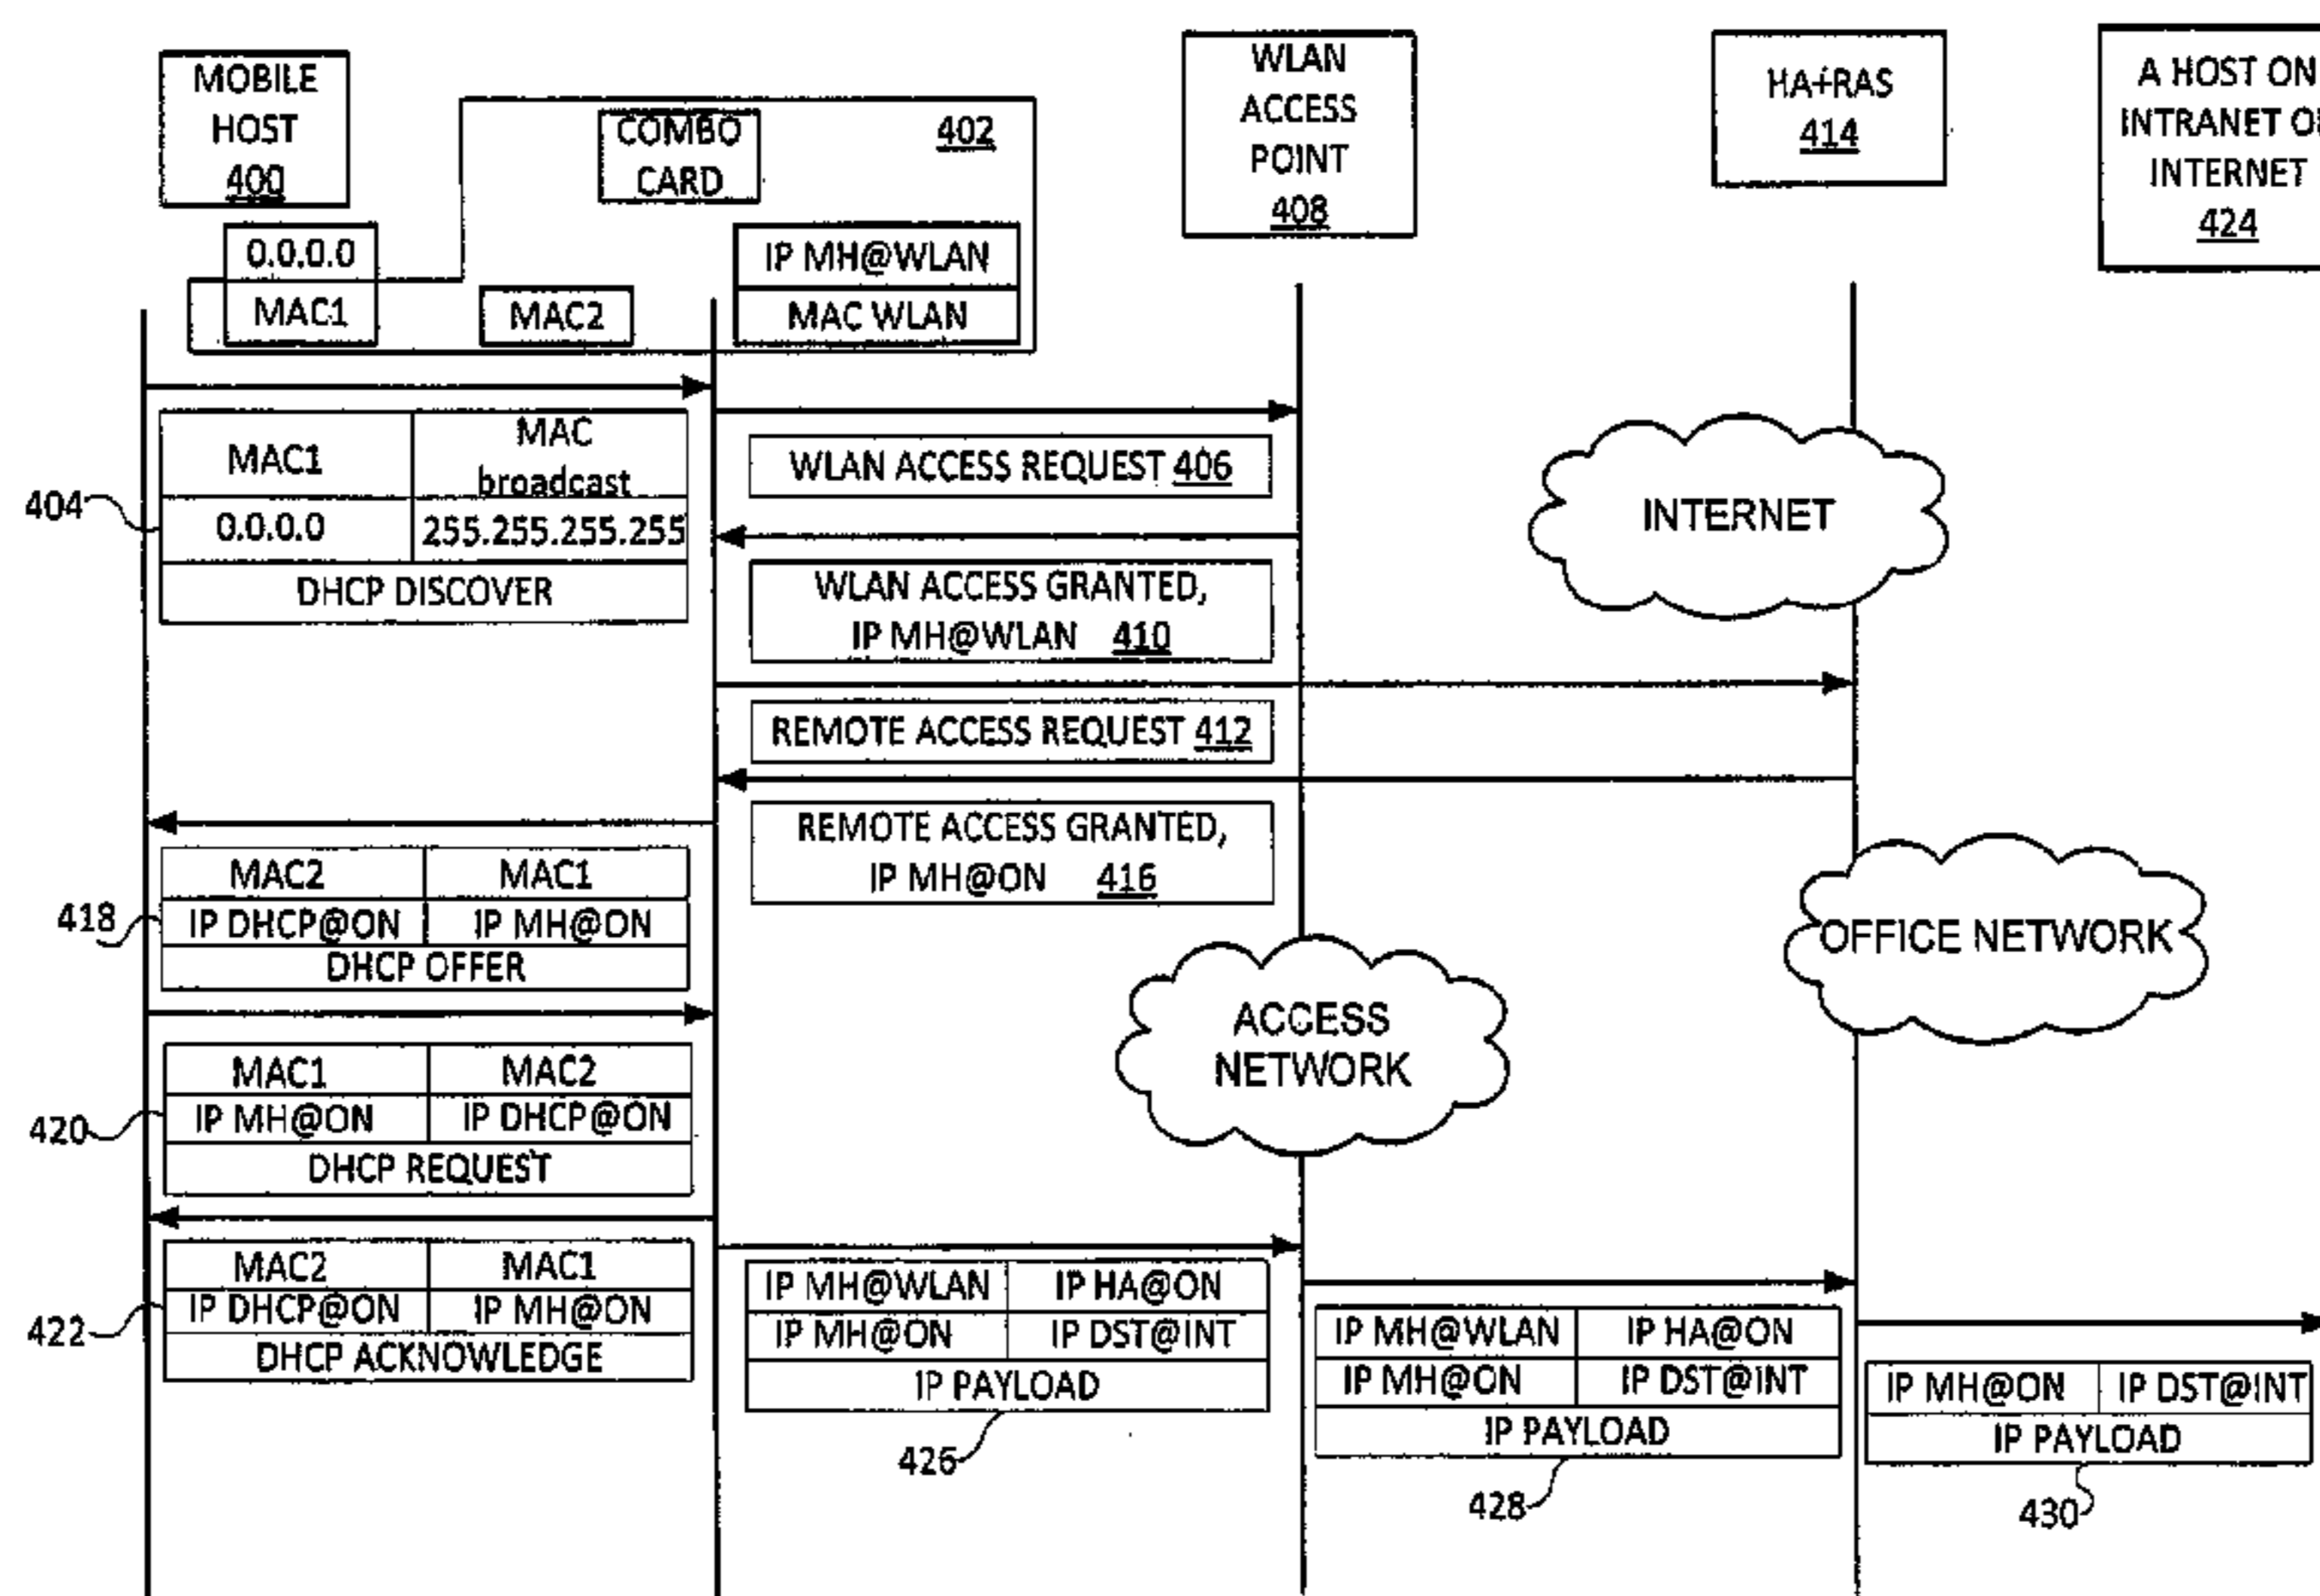 MOBILE
HOST
400
COMBO
CARD
402
WLAN
ACCESS
POINT
408
HA+RAS
414
A HOST ON
INTRANET
INTERNET
424
0.0.0.0
MAC1
MAC2
IP MH@WLAN
MAC WLAN
404
MAC1
MAC
broadcast
0.0.0.0
255.255.255.255
DHCP DISCOVER
WLAN ACCESS REQUEST 406
WLAN ACCESS GRANTED,
IP MH@WLAN 410
INTERNET
REMOTE ACCESS REQUEST 412
REMOTE ACCESS GRANTED,
IP MH@ON 416
418
MAC2
MAC1
IP DHCP@ON
IP MH@ON
DHCP OFFER
OFFICE NETWORK
ACCESS
NETWORK
420
MAC1
MAC2
IP MH@ON
IP DHCP@ON
DHCP REQUEST
422
MAC2
MAC1
IP DHCP@ON
IP MH@ON
DHCP ACKNOWLEDGE
IP MH@WLAN
IP HA@ON
IP MH@ON
IP DST@INT
IP PAYLOAD
426
IP MH@WLAN
IP HA@ON
IP MH@ON
IP DST@INT
IP PAYLOAD
428
IP MH@ON
IP DST@INT
IP PAYLOAD
430